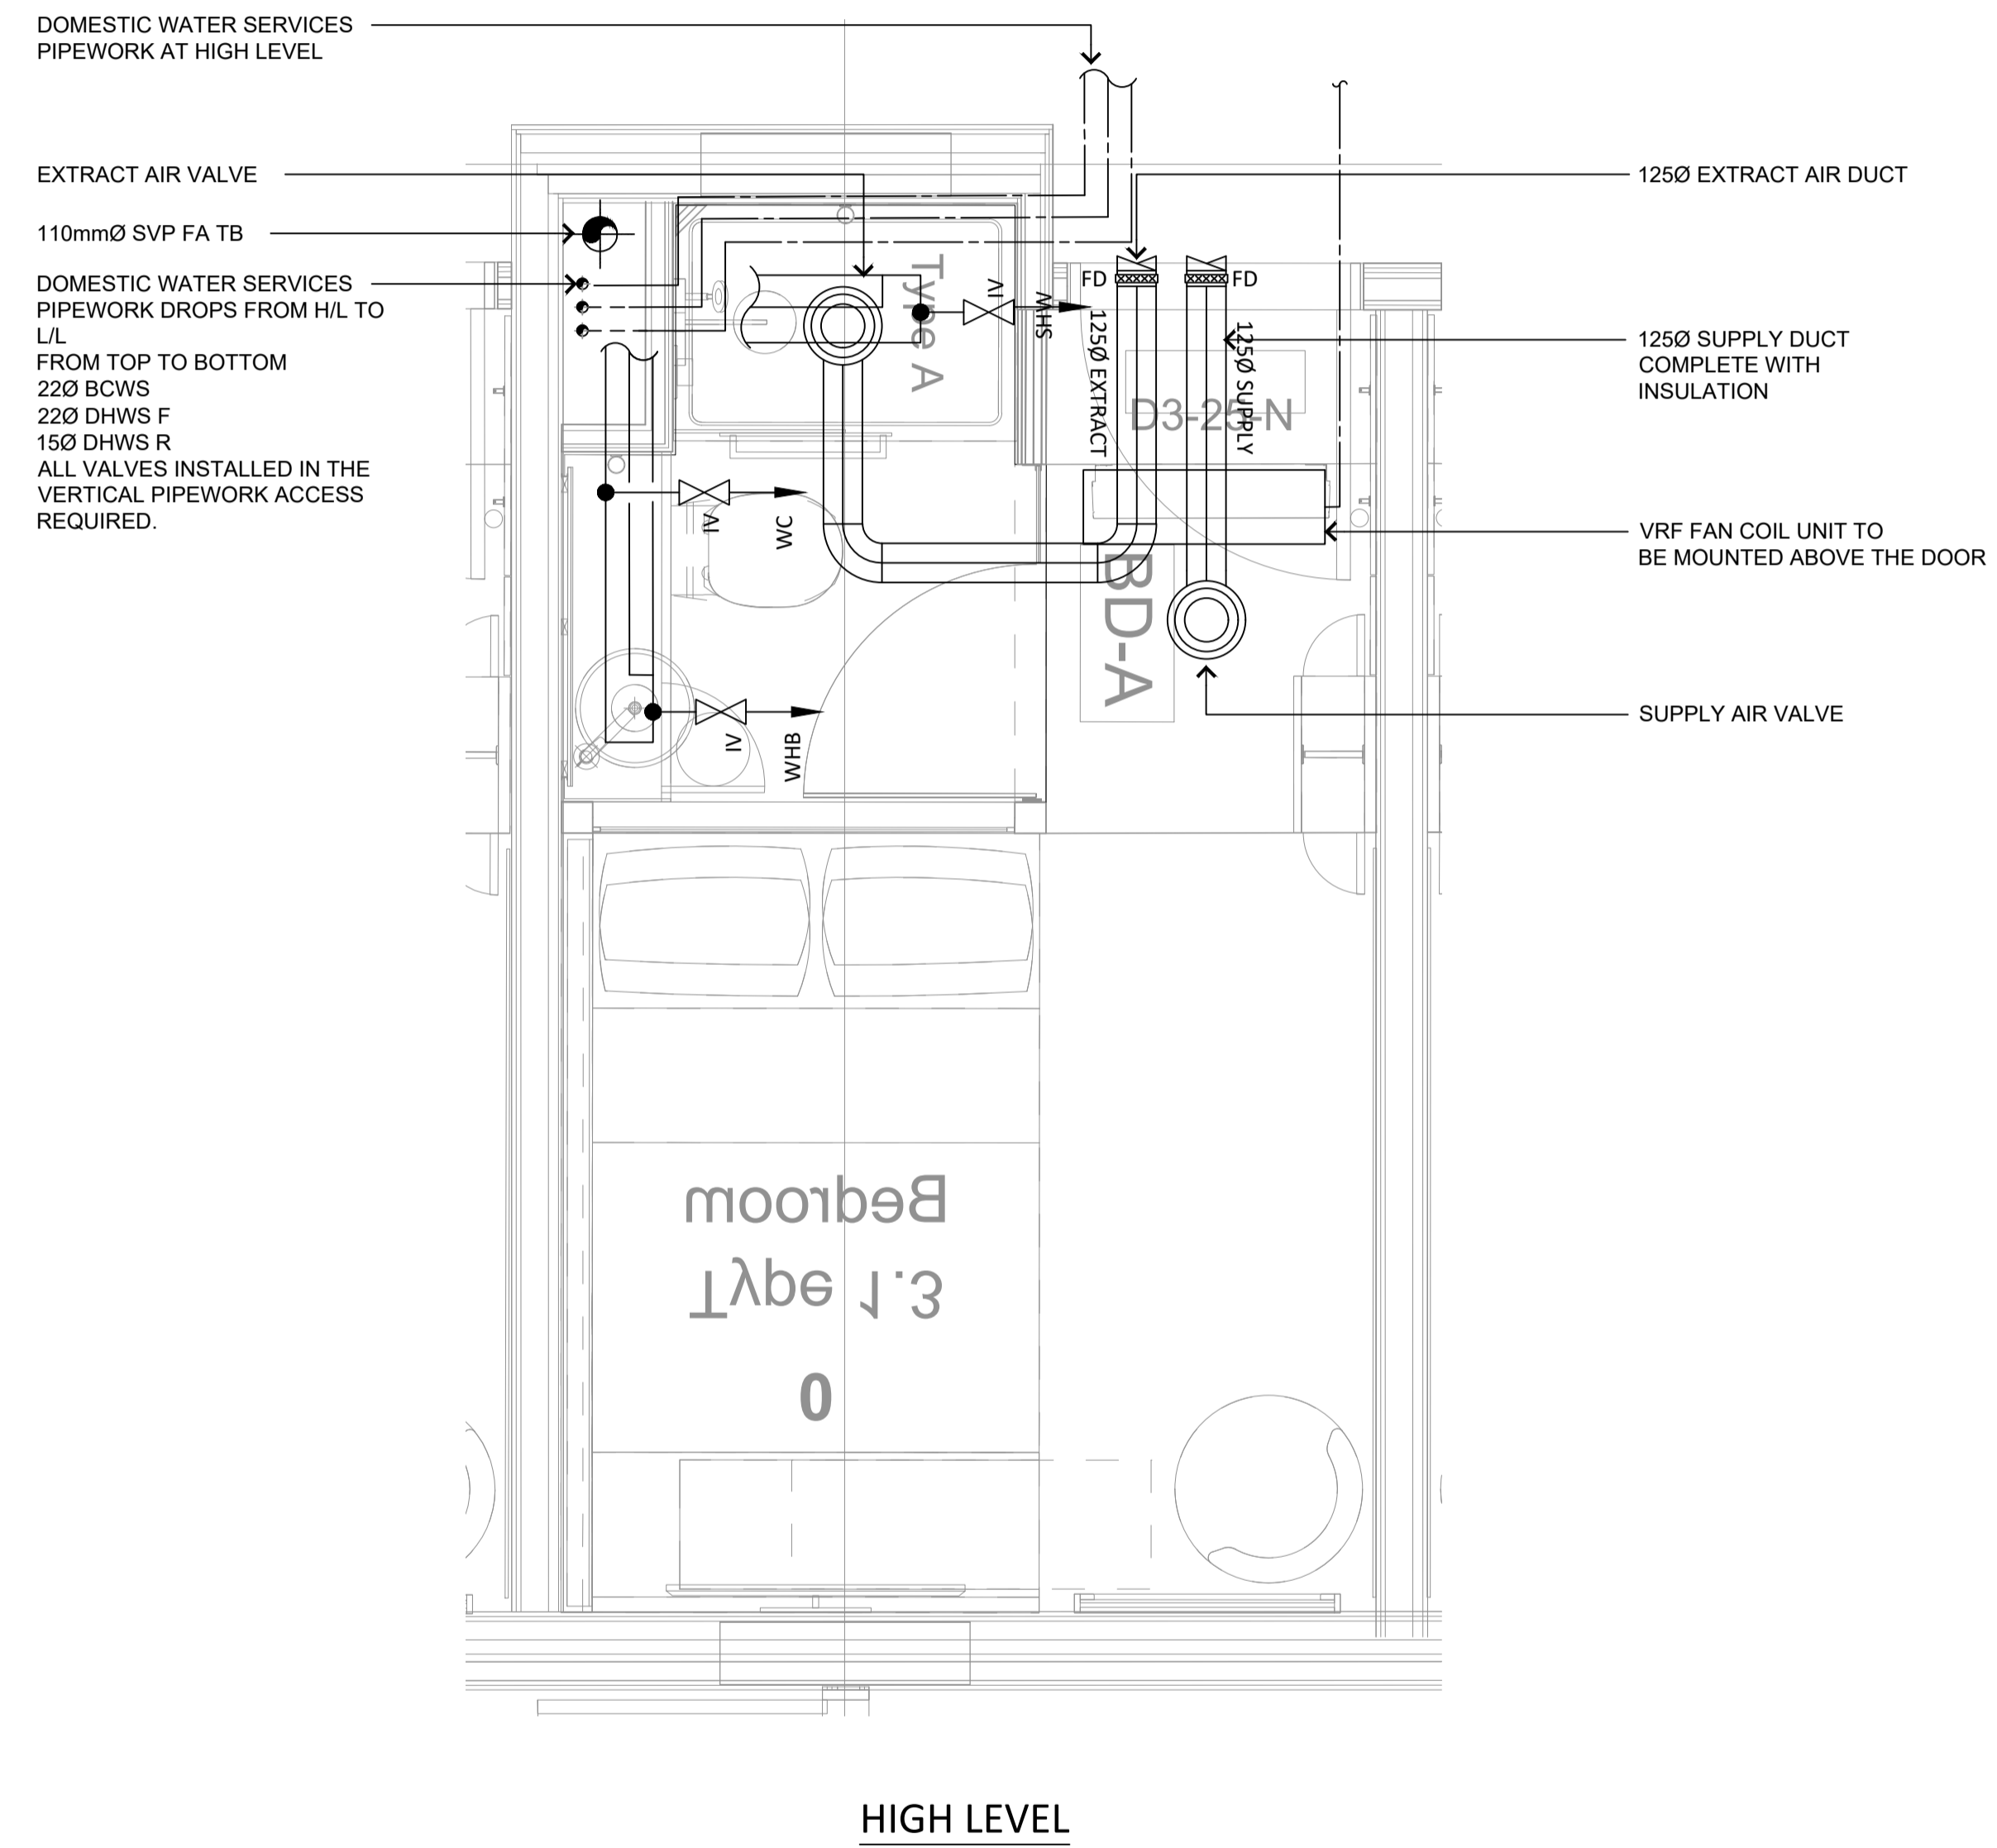 DOMESTIC WATER SERVICES
PIPEWORK AT HIGH LEVEL
EXTRACT AIR VALVE
110mmØ SVP FA TB
DOMESTIC WATER SERVICES
PIPEWORK DROPS FROM H/L TO
L/L
FROM TOP TO BOTTOM
22Ø BCWS
22Ø DHWS F
15Ø DHWS R
ALL VALVES INSTALLED IN THE
VERTICAL PIPEWORK ACCESS
REQUIRED.
125Ø EXTRACT AIR DUCT
125Ø SUPPLY DUCT
COMPLETE WITH
INSULATION
VRF FAN COIL UNIT TO
BE MOUNTED ABOVE THE DOOR
SUPPLY AIR VALVE
Type A
IV
WHS
FD
FD
125Ø EXTRACT
125Ø SUPPLY
D3-25-N
BD-A
IV
WC
IV
WHB
Bedroom
Type 1.3
0
HIGH LEVEL